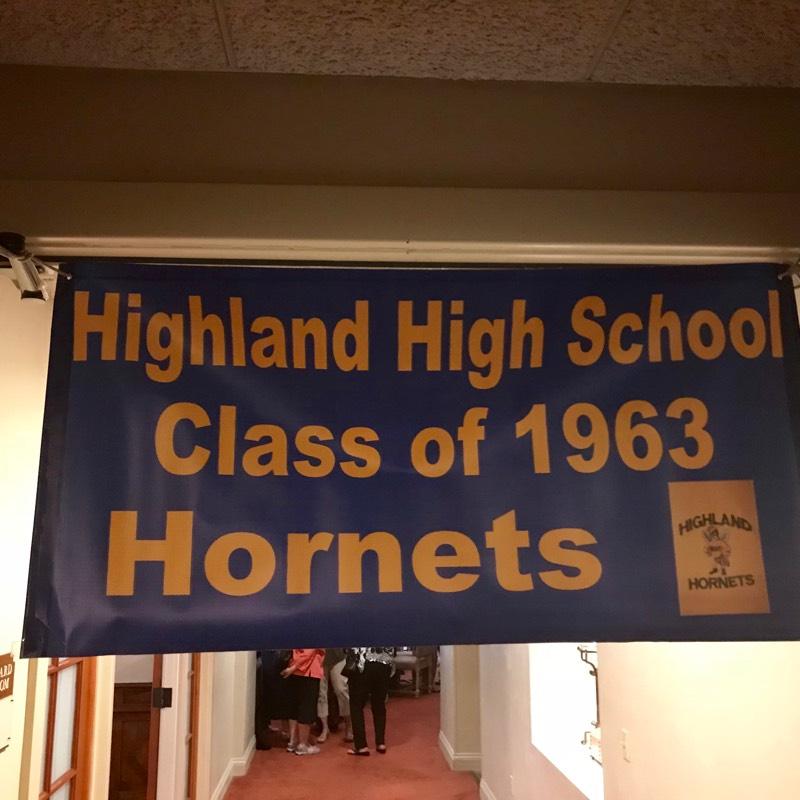 Highland High School
Class of 1963
Hornets
HIGHLAND
HORNETS